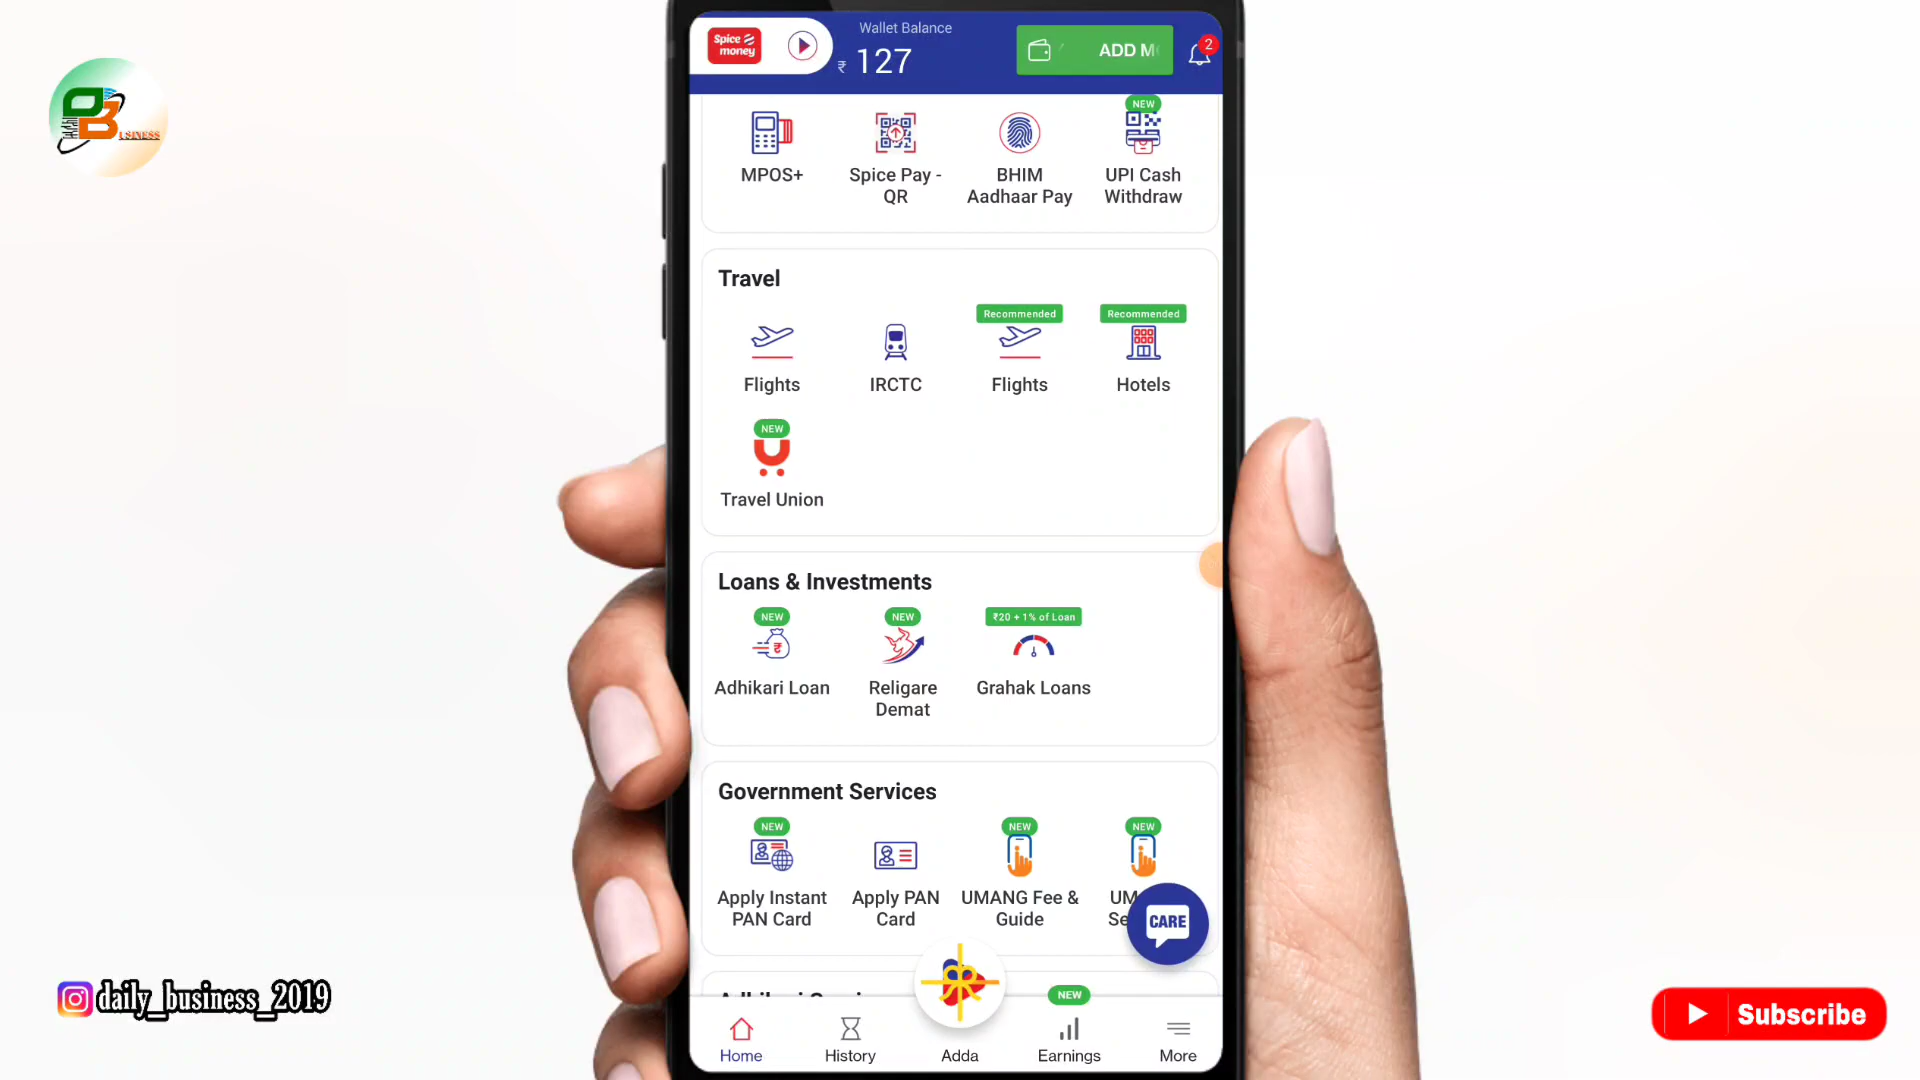 Spice
money
Wallet Balance
₹ 127
ADD M
2
NEW
MPOS+
Spice Pay -
QR
BHIM
Aadhaar Pay
UPI Cash
Withdraw
Travel
Recommended
Recommended
Flights
IRCTC
Flights
Hotels
NEW
Travel Union
Loans & Investments
NEW
NEW
₹20 + 1% of Loan
Adhikari Loan
Religare
Demat
Grahak Loans
Government Services
NEW
NEW
NEW
Apply Instant
PAN Card
Apply PAN
Card
UMANG Fee &
Guide
UM
Se
CARE
NEW
Home
History
Adda
Earnings
More
B
USINESS
daily_business_2019
Subscribe